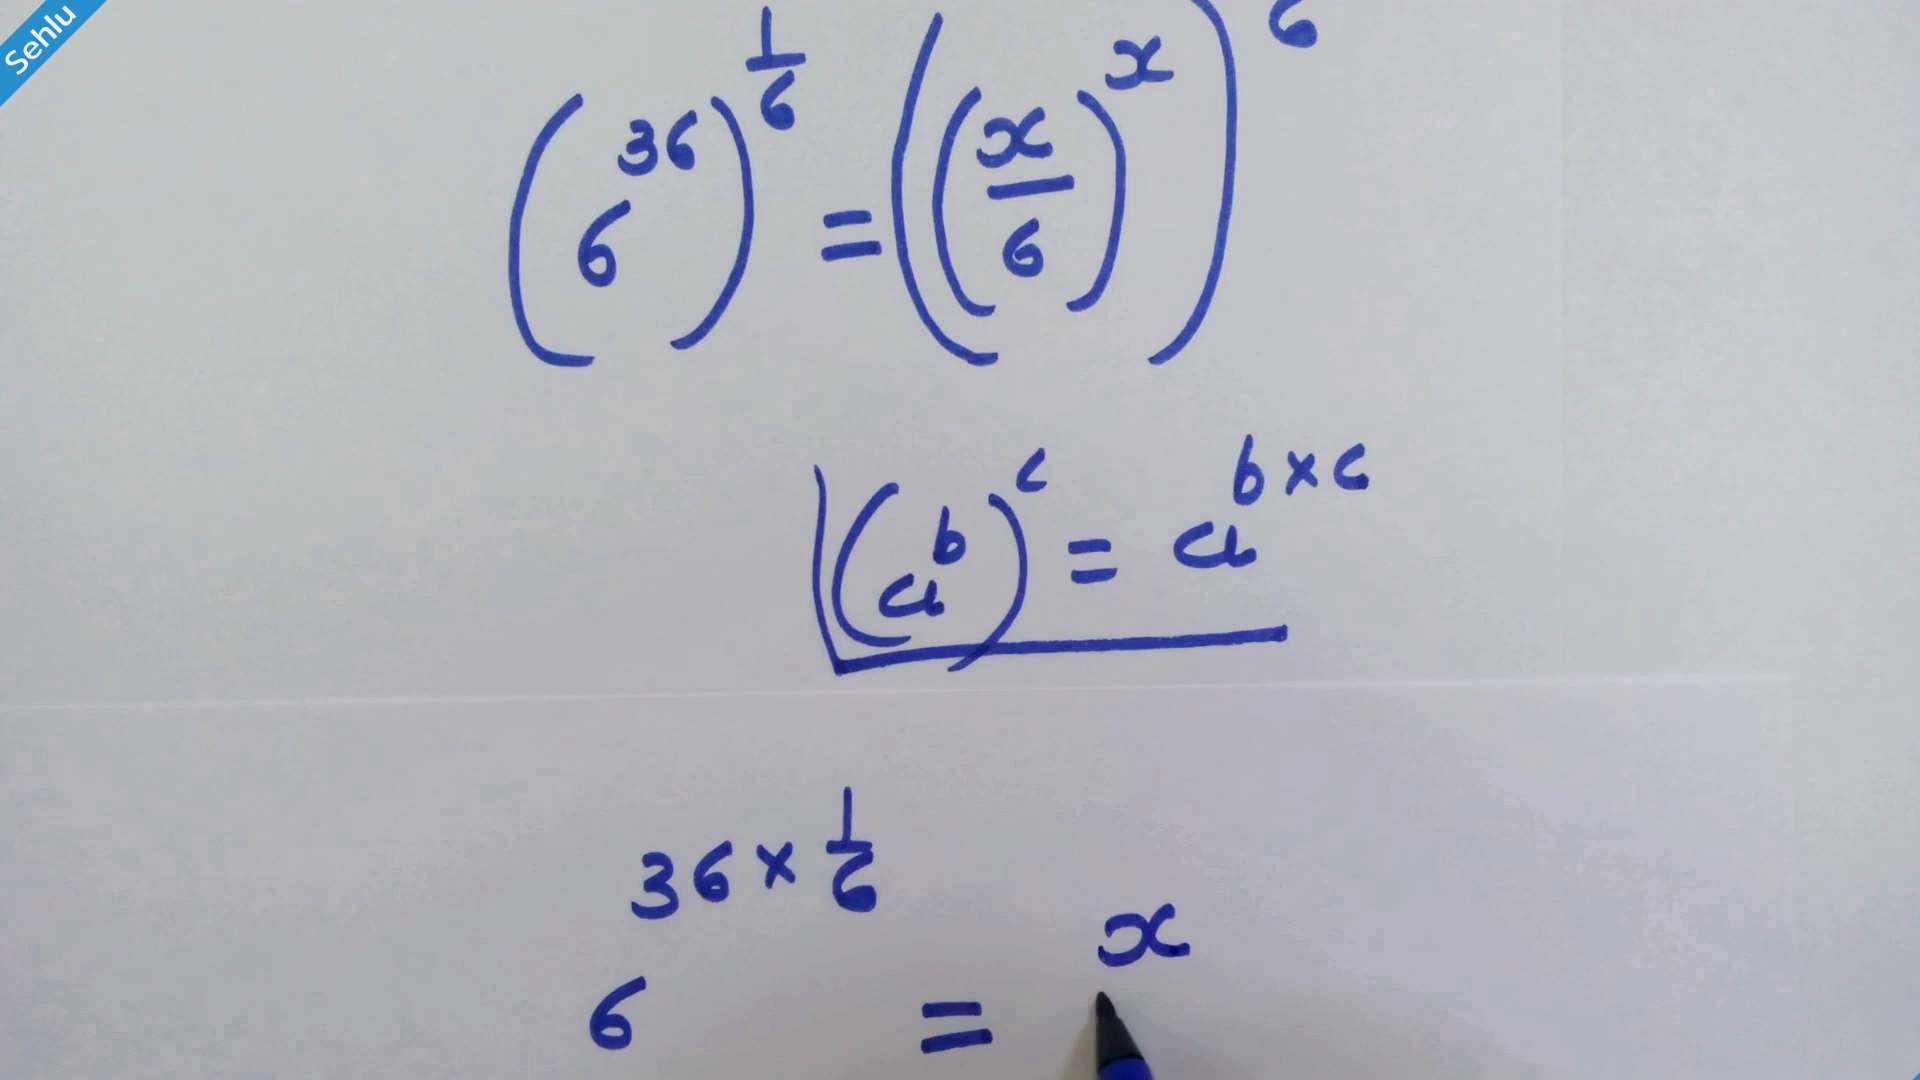 Sehlu
(6^36)^(1/6) = ((x/6)^x)^6
(a^b)^c = a^(b×c)
6^(36×1/6) = x